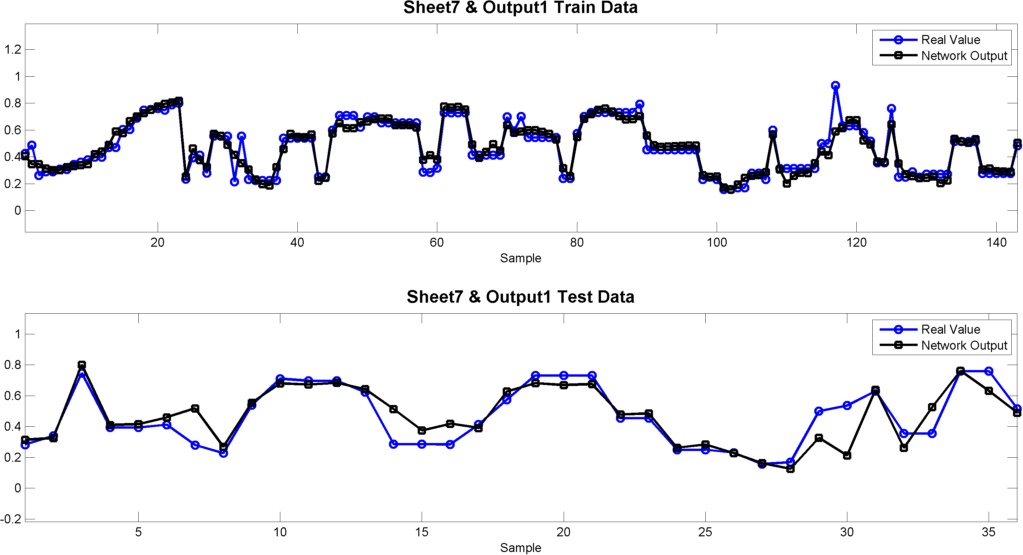 Sheet7 & Output1 Train Data
1.2
1
0.8
0.6
0.4
0.2
0
Real Value
Network Output
20 40 60 80 100 120 140
Sample
Sheet7 & Output1 Test Data
1
0.8
0.6
0.4
0.2
0
-0.2
Real Value
Network Output
5 10 15 20 25 30 35
Sample